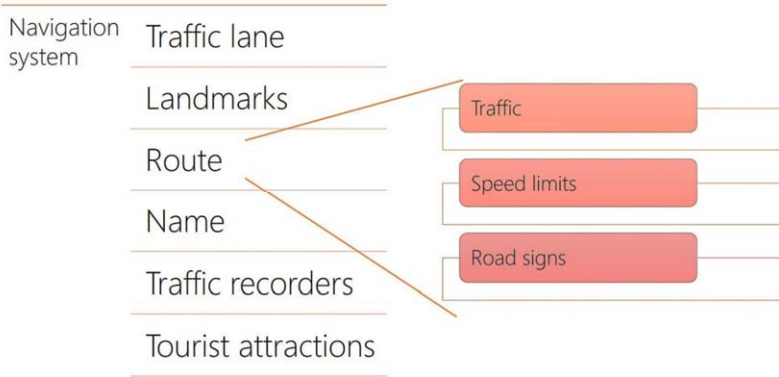 Navigation
system
Traffic lane
Landmarks
Route
Name
Traffic recorders
Tourist attractions
Traffic
Speed limits
Road signs